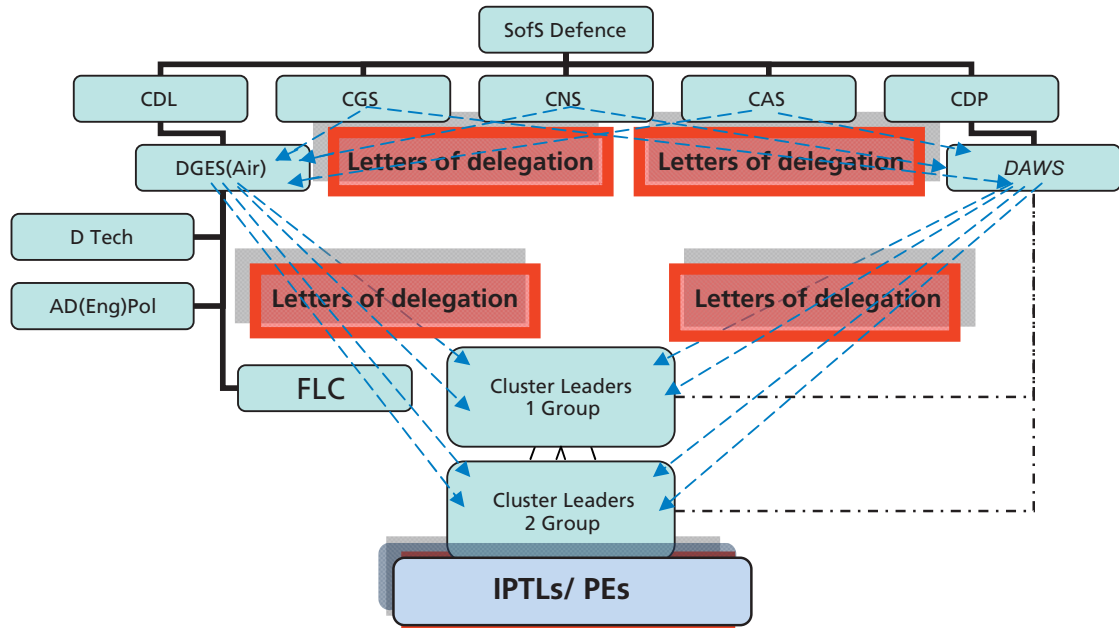 SofS Defence
CDL
CGS
CNS
CAS
CDP
DGES(Air)
Letters of delegation
Letters of delegation
DAWS
D Tech
AD(Eng)Pol
Letters of delegation
Letters of delegation
FLC
Cluster Leaders
1 Group
Cluster Leaders
2 Group
IPTLs/ PEs